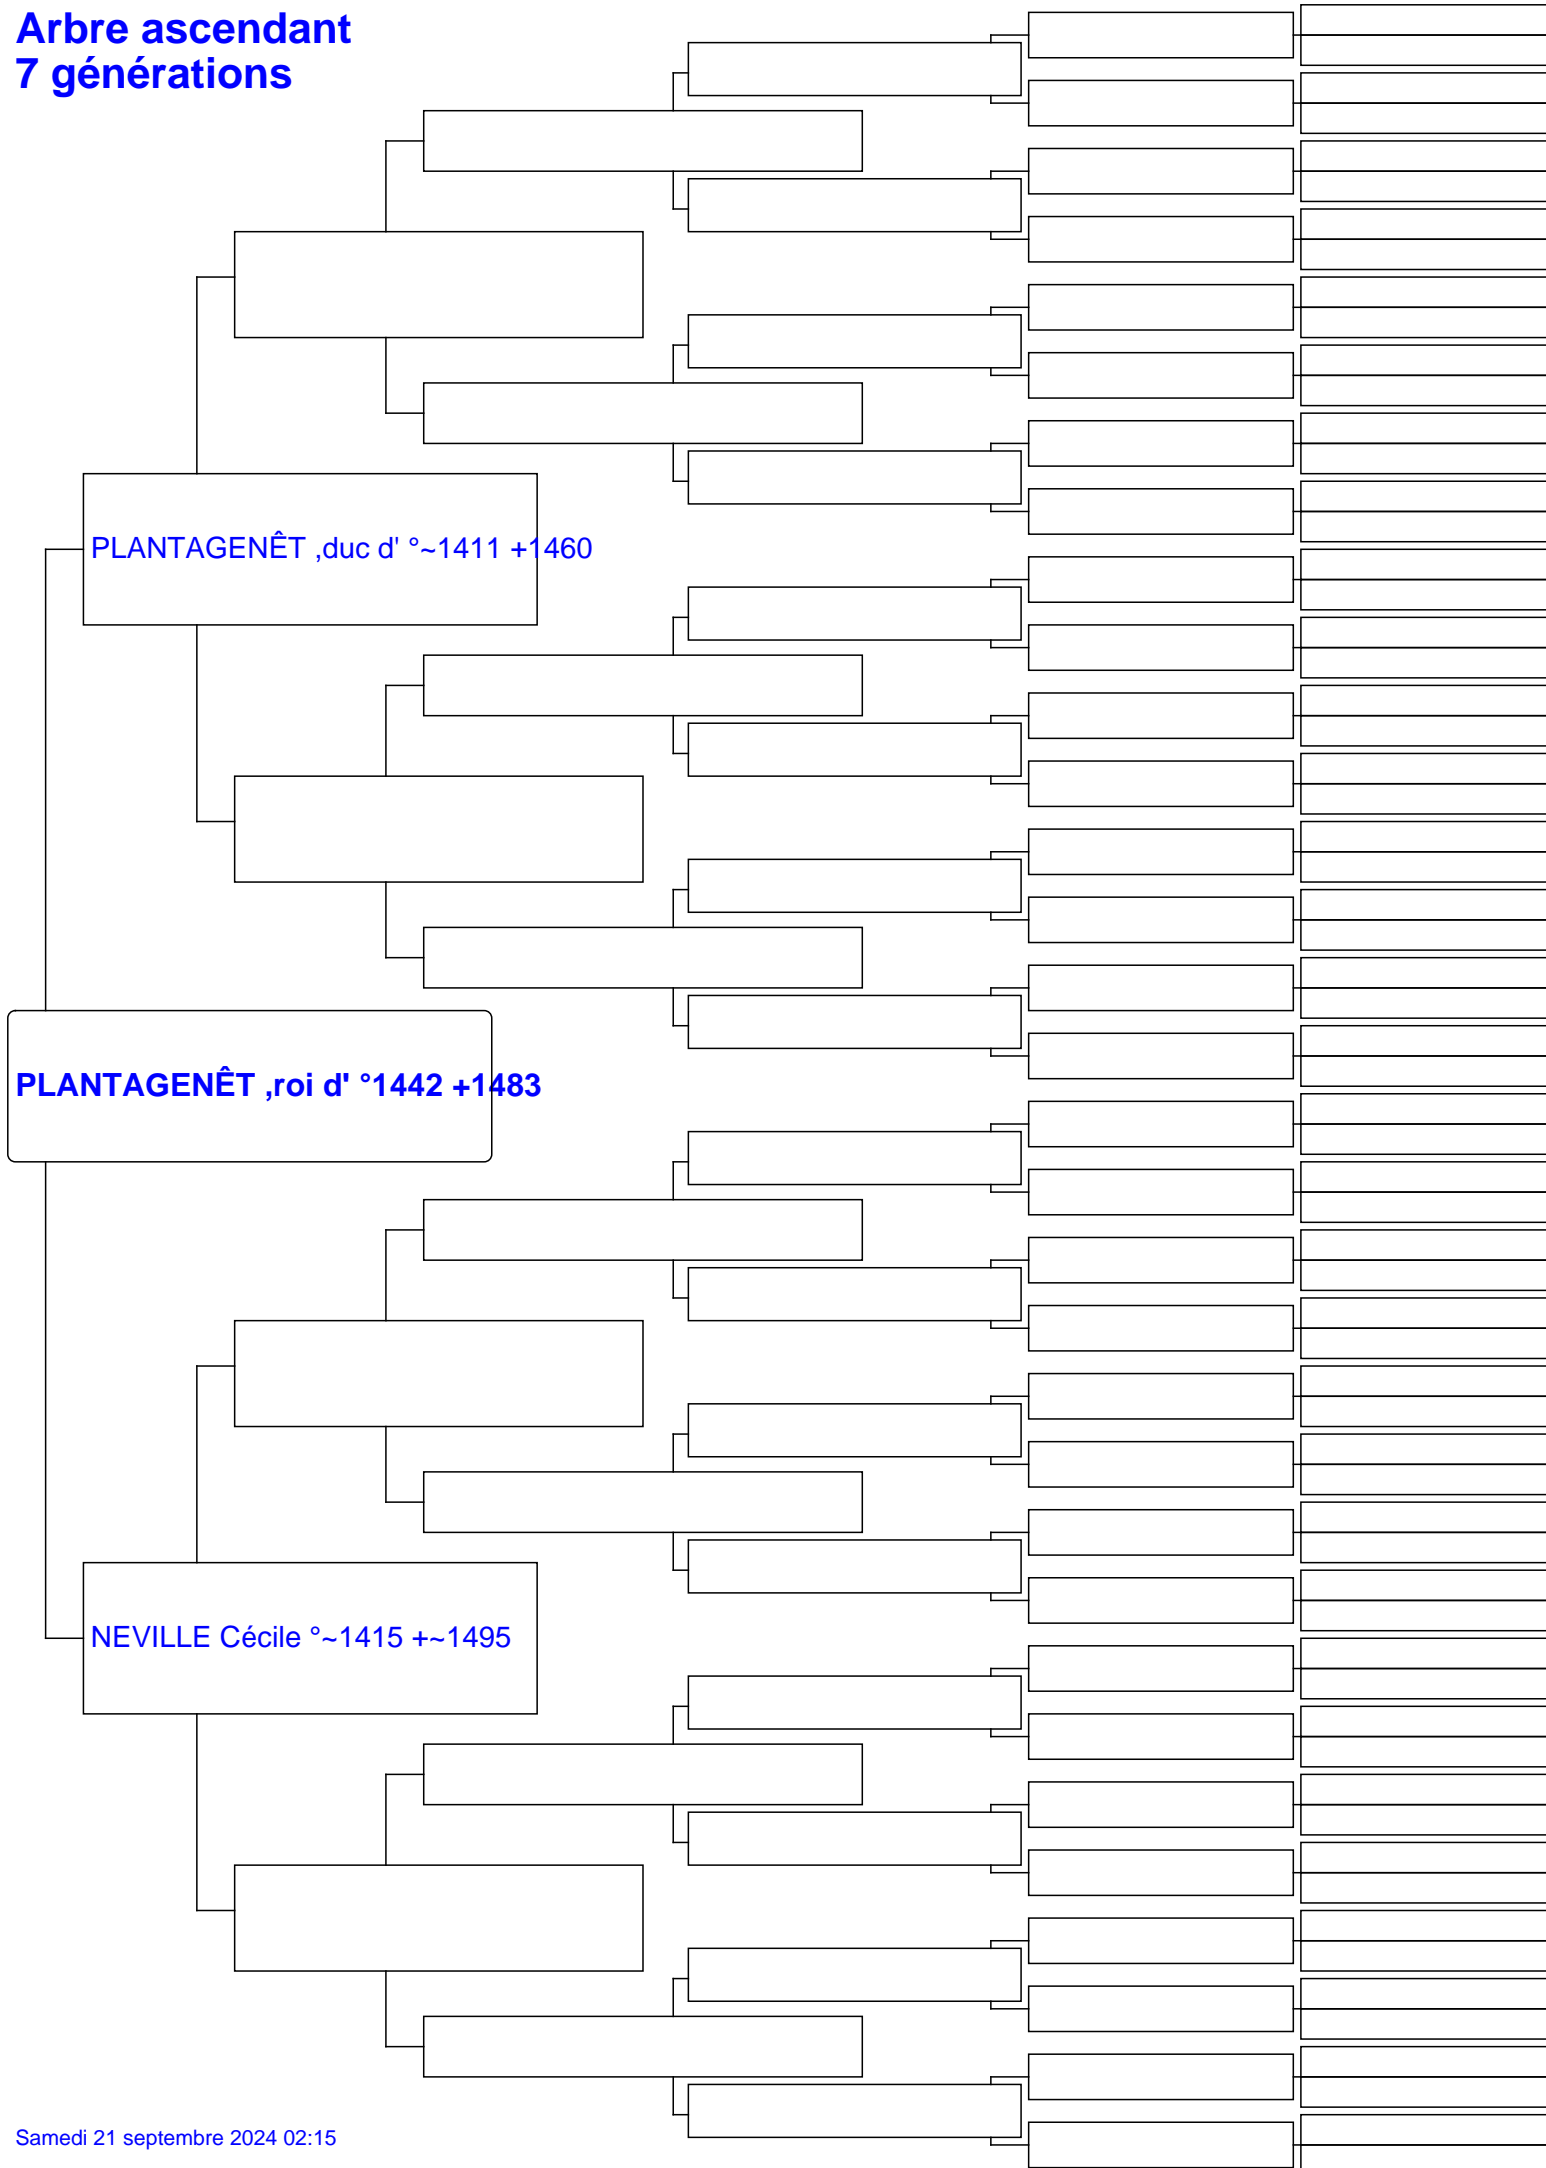 Arbre ascendant
7 générations
PLANTAGENÊT ,duc d' °~1411 +1460
PLANTAGENÊT ,roi d' °1442 +1483
NEVILLE Cécile °~1415 +~1495
Samedi 21 septembre 2024 02:15